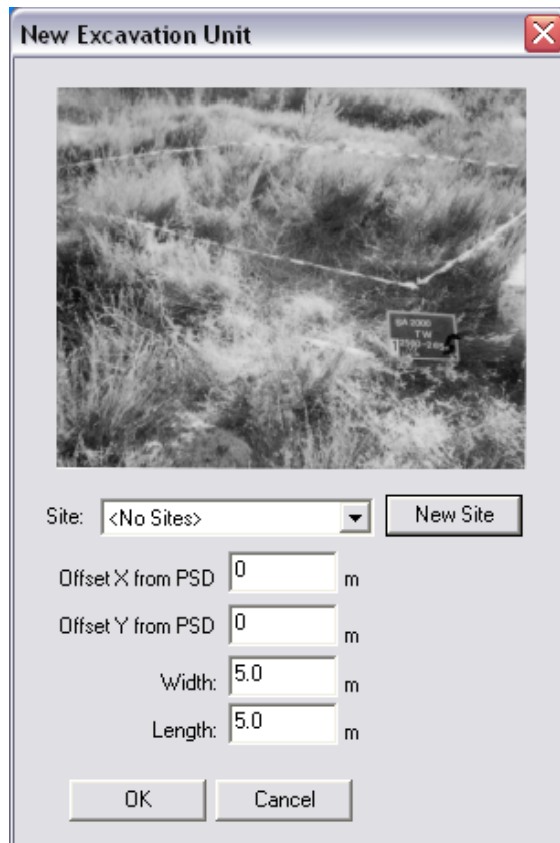 New Excavation Unit
BA 2000
TW
Site: <No Sites> New Site
Offset X from PSD 0 m
Offset Y from PSD 0 m
Width: 5.0 m
Length: 5.0 m
OK Cancel